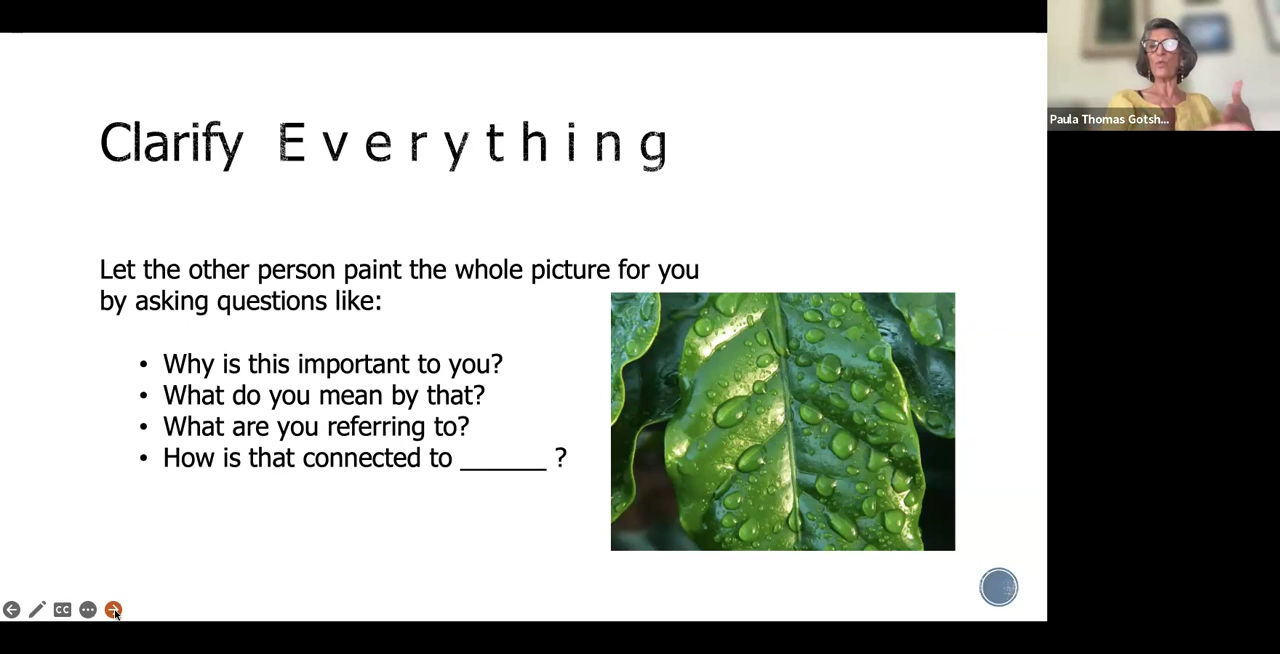 Clarify Everything
Let the other person paint the whole picture for you
by asking questions like:
• Why is this important to you?
• What do you mean by that?
• What are you referring to?
• How is that connected to ______ ?
Paula Thomas Gotsh...
CC